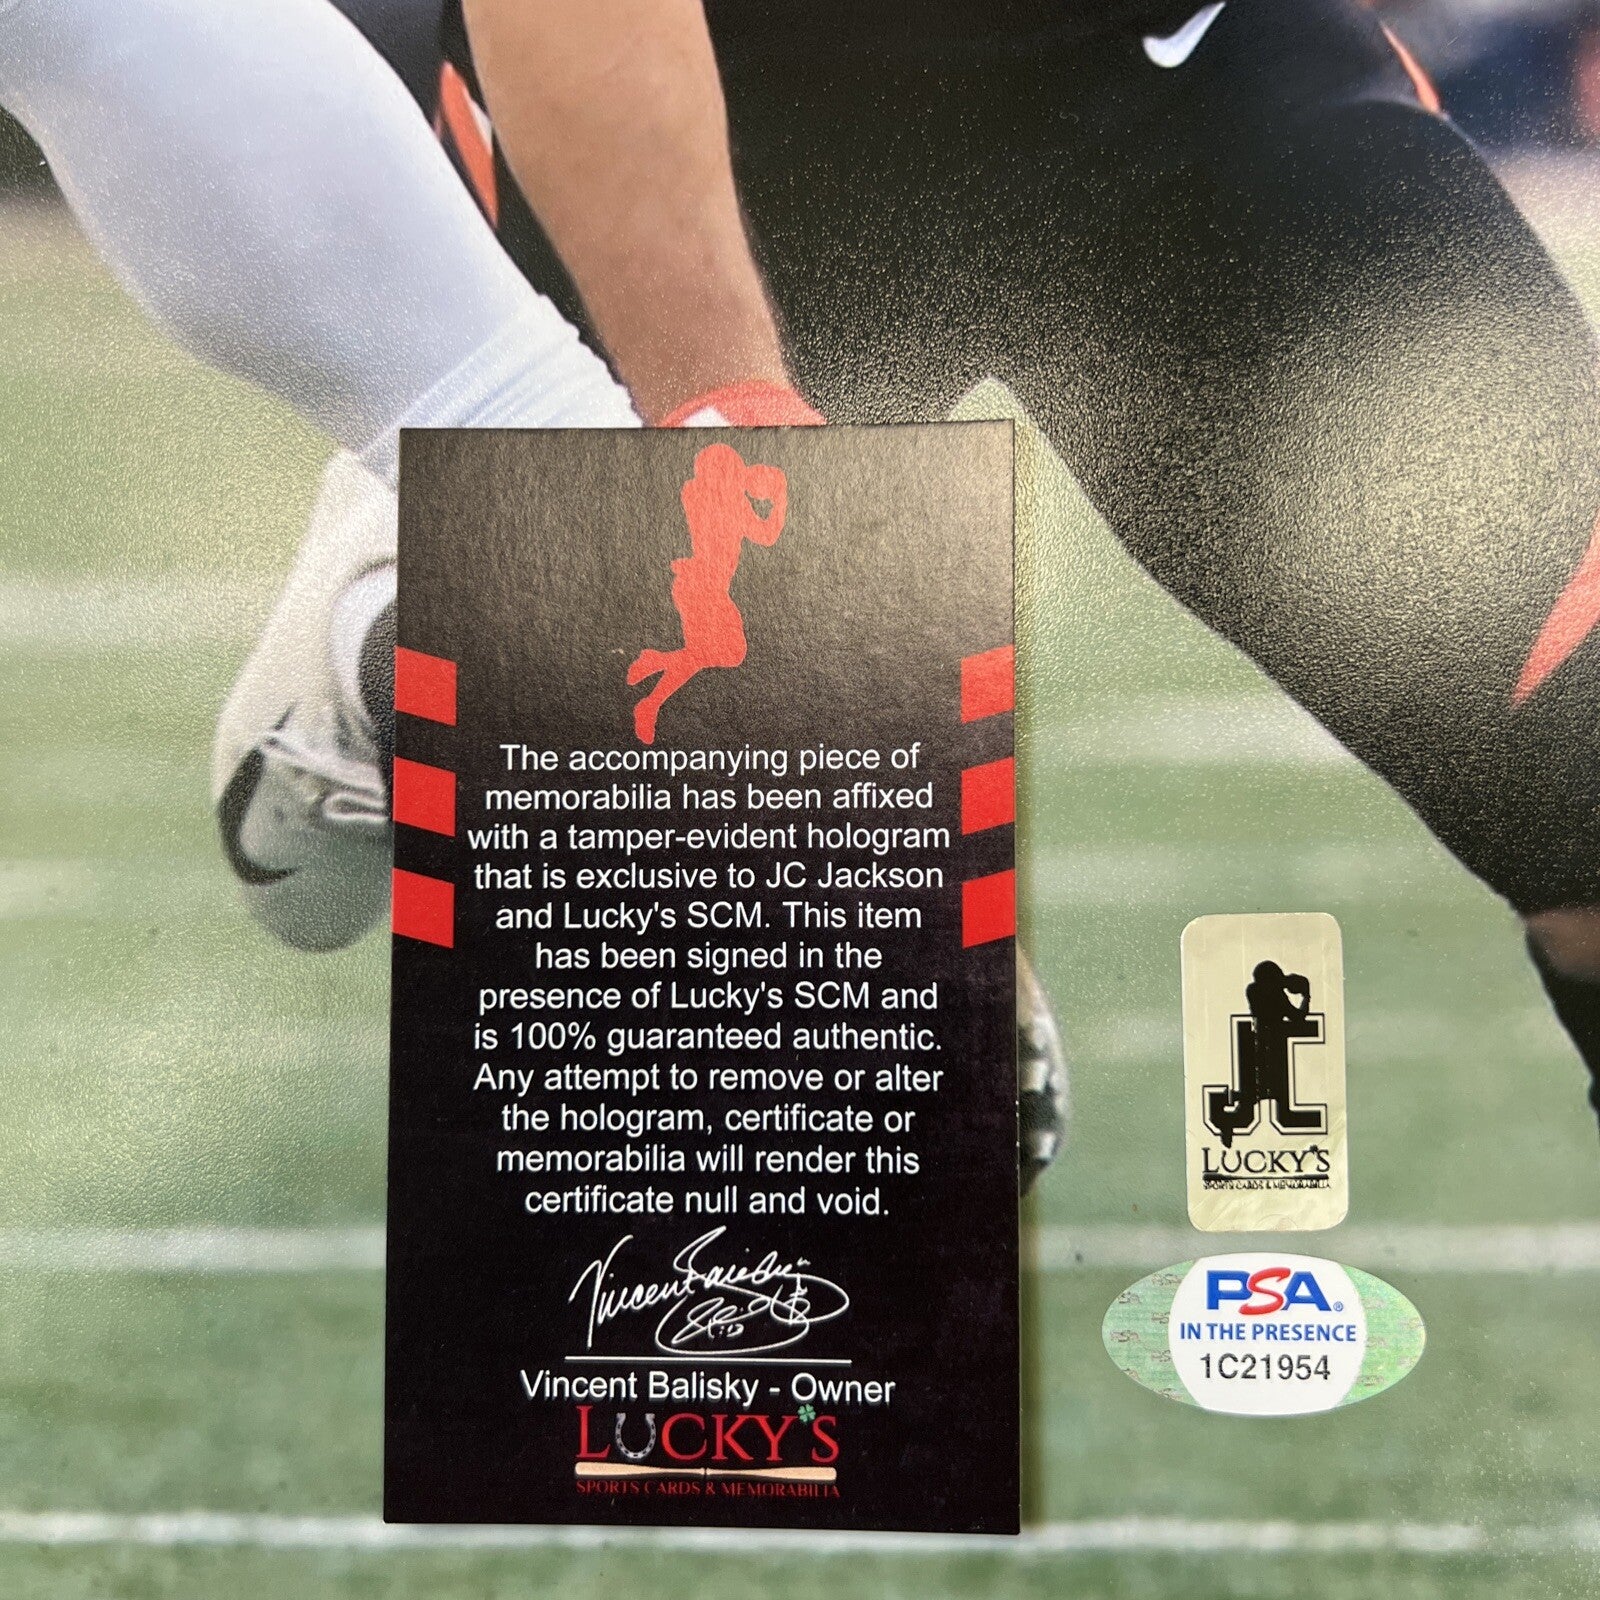 The accompanying piece of
memorabilia has been affixed
with a tamper-evident hologram
that is exclusive to JC Jackson
and Lucky's SCM. This item
has been signed in the
presence of Lucky's SCM and
is 100% guaranteed authentic.
Any attempt to remove or alter
the hologram, certificate or
memorabilia will render this
certificate null and void.
Vincent Balisky - Owner
LUCKY'S
SPORTS CARDS & MEMORABILIA
JC
LUCKY'S
SPORTS CARDS & MEMORABILIA
PSA®
IN THE PRESENCE
1C21954